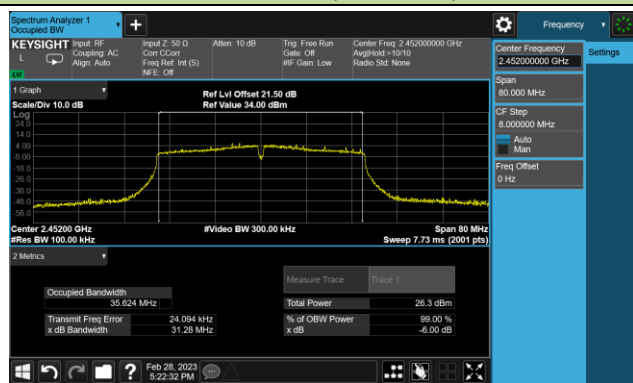 Spectrum Analyzer 1
Occupied BW
Frequency
KEYSIGHT
L
Input: RF
Coupling: AC
Align: Auto
Input Z: 50 Ω
Corr CCorr
Freq Ref: Int (S)
NFE: Off
Atten: 10 dB
Trig: Free Run
Gate: Off
#IF Gain: Low
Center Freq: 2.452000000 GHz
Avg|Hold:>10/10
Radio Std: None
Center Frequency
2.452000000 GHz
Settings
Span
80.000 MHz
CF Step
8.000000 MHz
Auto
Man
Freq Offset
0 Hz
1 Graph
Scale/Div 10.0 dB
Ref Lvl Offset 21.50 dB
Ref Value 34.00 dBm
Log
24.0
14.0
4.00
-6.00
-16.0
-26.0
-36.0
-46.0
-56.0
Center 2.45200 GHz
#Res BW 100.00 kHz
#Video BW 300.00 kHz
Span 80 MHz
Sweep 7.73 ms (2001 pts)
2 Metrics
Measure Trace
Trace 1
Occupied Bandwidth
35.624 MHz
Total Power
26.3 dBm
Transmit Freq Error
24.094 kHz
% of OBW Power
99.00 %
x dB Bandwidth
31.28 MHz
x dB
-6.00 dB
?
Feb 28, 2023
5:22:32 PM